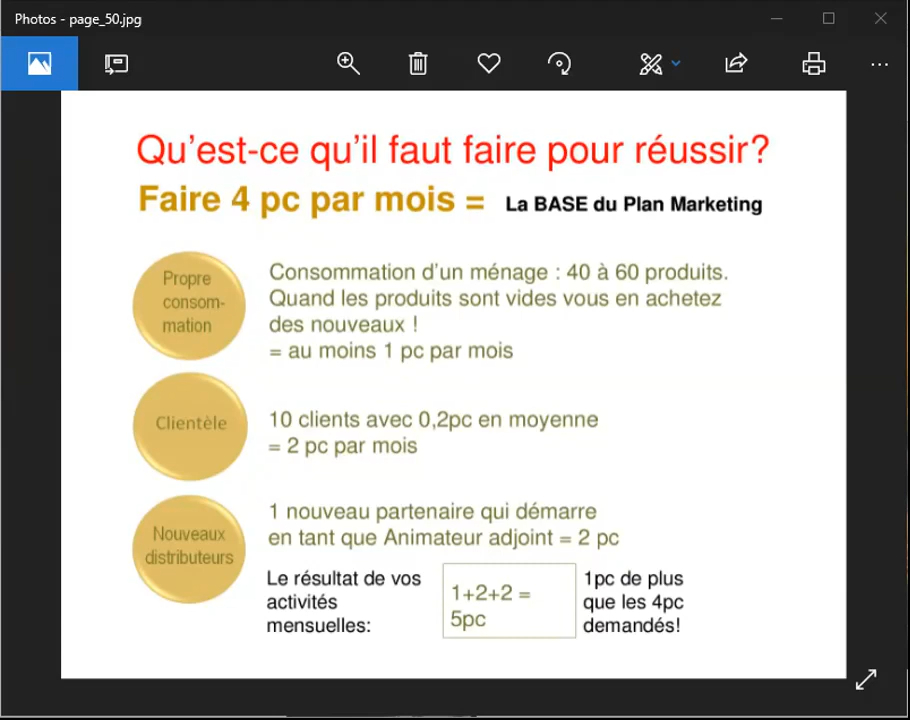 Photos - page_50.jpg
Qu’est-ce qu’il faut faire pour réussir?
Faire 4 pc par mois = La BASE du Plan Marketing
Propre
consom-
mation
Consommation d’un ménage : 40 à 60 produits.
Quand les produits sont vides vous en achetez
des nouveaux !
= au moins 1 pc par mois
Clientèle
10 clients avec 0,2pc en moyenne
= 2 pc par mois
Nouveaux
distributeurs
1 nouveau partenaire qui démarre
en tant que Animateur adjoint = 2 pc
Le résultat de vos
activités
mensuelles:
1+2+2 =
5pc
1pc de plus
que les 4pc
demandés!